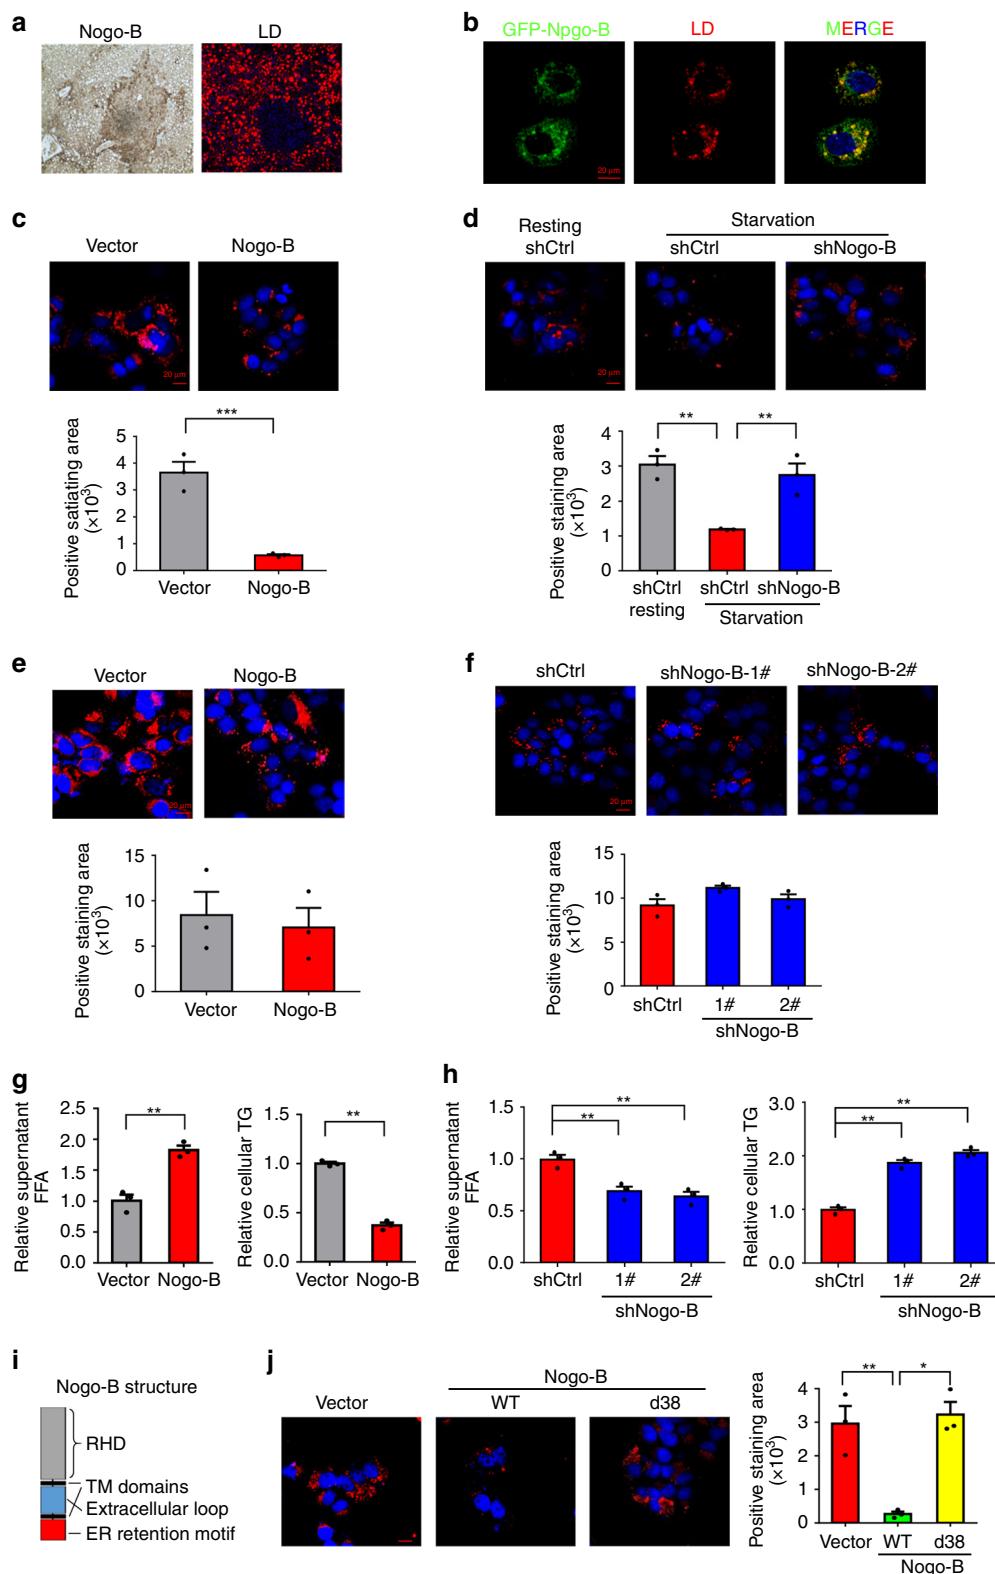 a
Nogo-B LD
b
GFP-Npgo-B LD MERGE
20 µm
c
Vector Nogo-B
20 µm
Positive satiating area
(×10³)
5
4
3
2
1
0
***
Vector Nogo-B
d
Resting
shCtrl
Starvation
shCtrl shNogo-B
20 µm
Positive staining area
(×10³)
4
3
2
1
0
** **
shCtrl
resting
shCtrl shNogo-B
Starvation
e
Vector Nogo-B
20 µm
Positive staining area
(×10³)
15
10
5
0
Vector Nogo-B
f
shCtrl shNogo-B-1# shNogo-B-2#
20 µm
Positive staining area
(×10³)
15
10
5
0
shCtrl 1# 2#
shNogo-B
g
Relative supernatant
FFA
2.5
2.0
1.5
1.0
0.5
0.0
**
Vector Nogo-B
Relative cellular TG
1.5
1.0
0.5
0.0
**
Vector Nogo-B
h
Relative supernatant
FFA
1.5
1.0
0.5
0.0
**
**
shCtrl 1# 2#
shNogo-B
Relative cellular TG
3.0
2.0
1.0
0.0
**
**
shCtrl 1# 2#
shNogo-B
i
Nogo-B structure
RHD
TM domains
Extracellular loop
ER retention motif
j
Nogo-B
Vector WT d38
Positive staining area
(×10³)
4
3
2
1
0
** *
Vector WT d38
Nogo-B